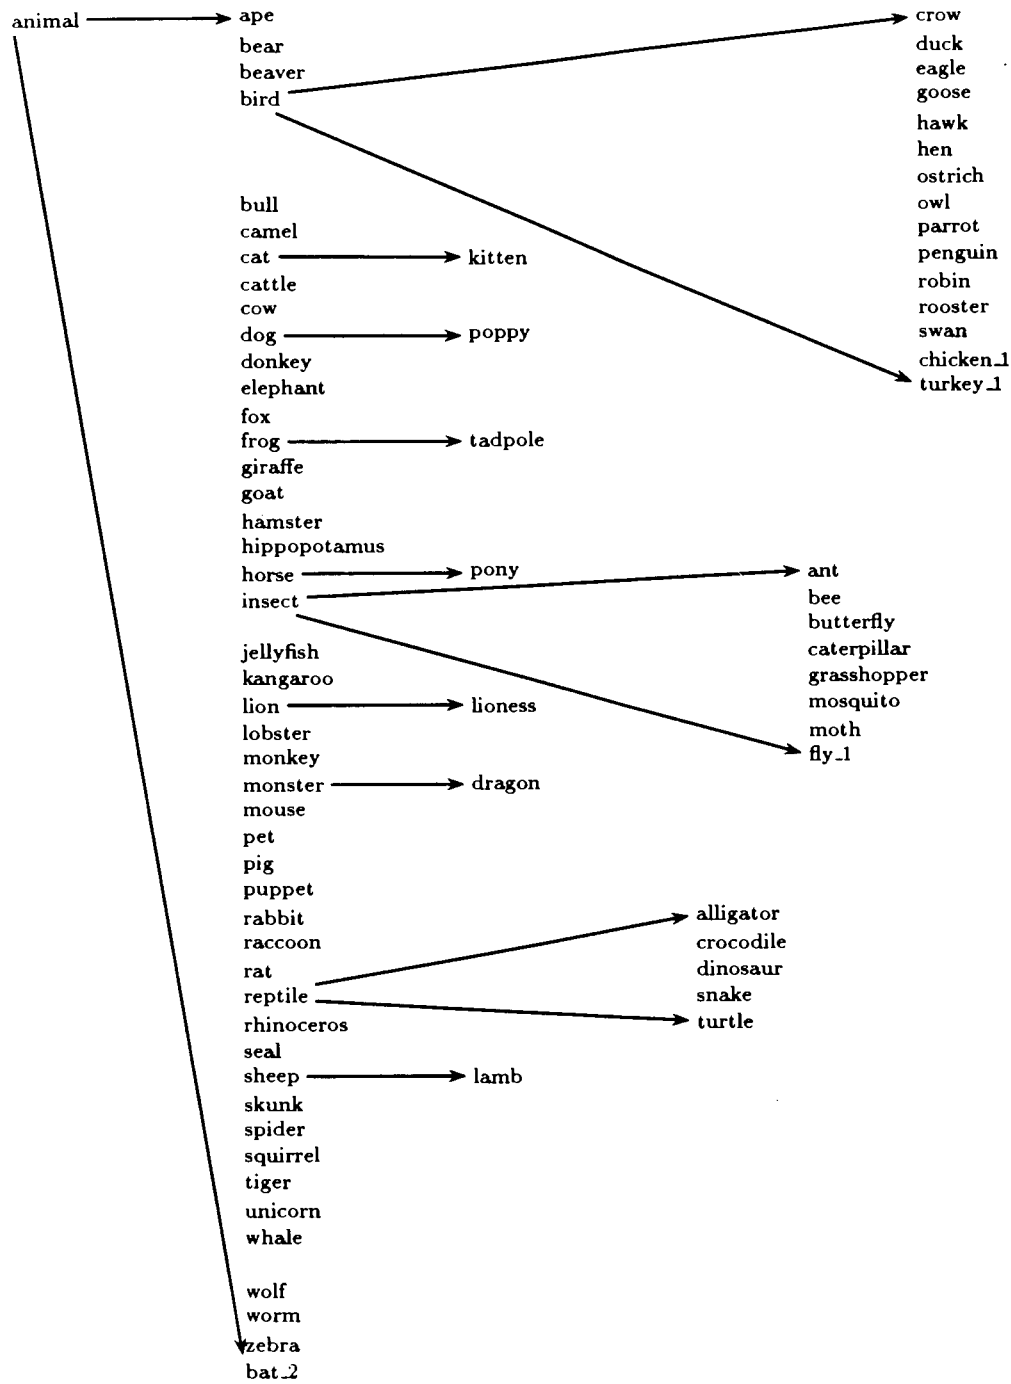 animal
ape
bear
beaver
bird
crow
duck
eagle
goose
hawk
hen
ostrich
owl
parrot
penguin
robin
rooster
swan
chicken_1
turkey_1
bull
camel
cat
kitten
cattle
cow
dog
poppy
donkey
elephant
fox
frog
tadpole
giraffe
goat
hamster
hippopotamus
horse
pony
insect
ant
bee
butterfly
caterpillar
grasshopper
mosquito
moth
fly_1
jellyfish
kangaroo
lion
lioness
lobster
monkey
monster
dragon
mouse
pet
pig
puppet
rabbit
raccoon
rat
reptile
alligator
crocodile
dinosaur
snake
turtle
rhinoceros
seal
sheep
lamb
skunk
spider
squirrel
tiger
unicorn
whale
wolf
worm
zebra
bat_2